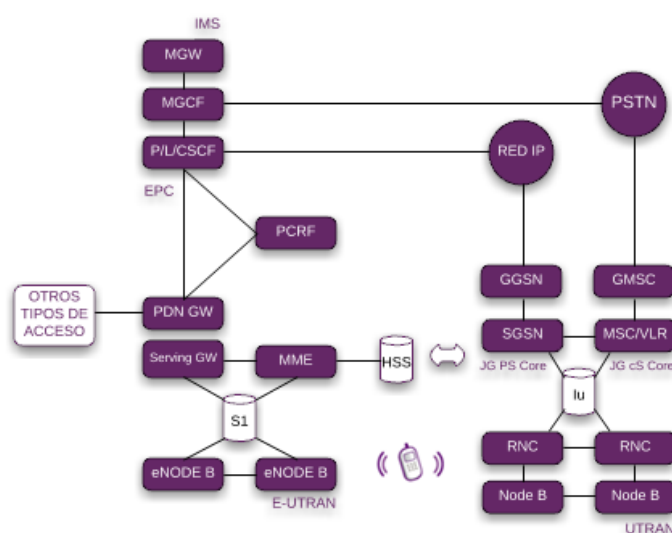 IMS
MGW
MGCF
PSTN
P/L/CSCF
RED IP
EPC
PCRF
OTROS
TIPOS DE
ACCESO
PDN GW
GGSN
GMSC
Serving GW
MME
HSS
SGSN
MSC/VLR
JG PS Core
JG cS Core
S1
Iu
eNODE B
eNODE B
E-UTRAN
RNC
RNC
Node B
Node B
UTRAN